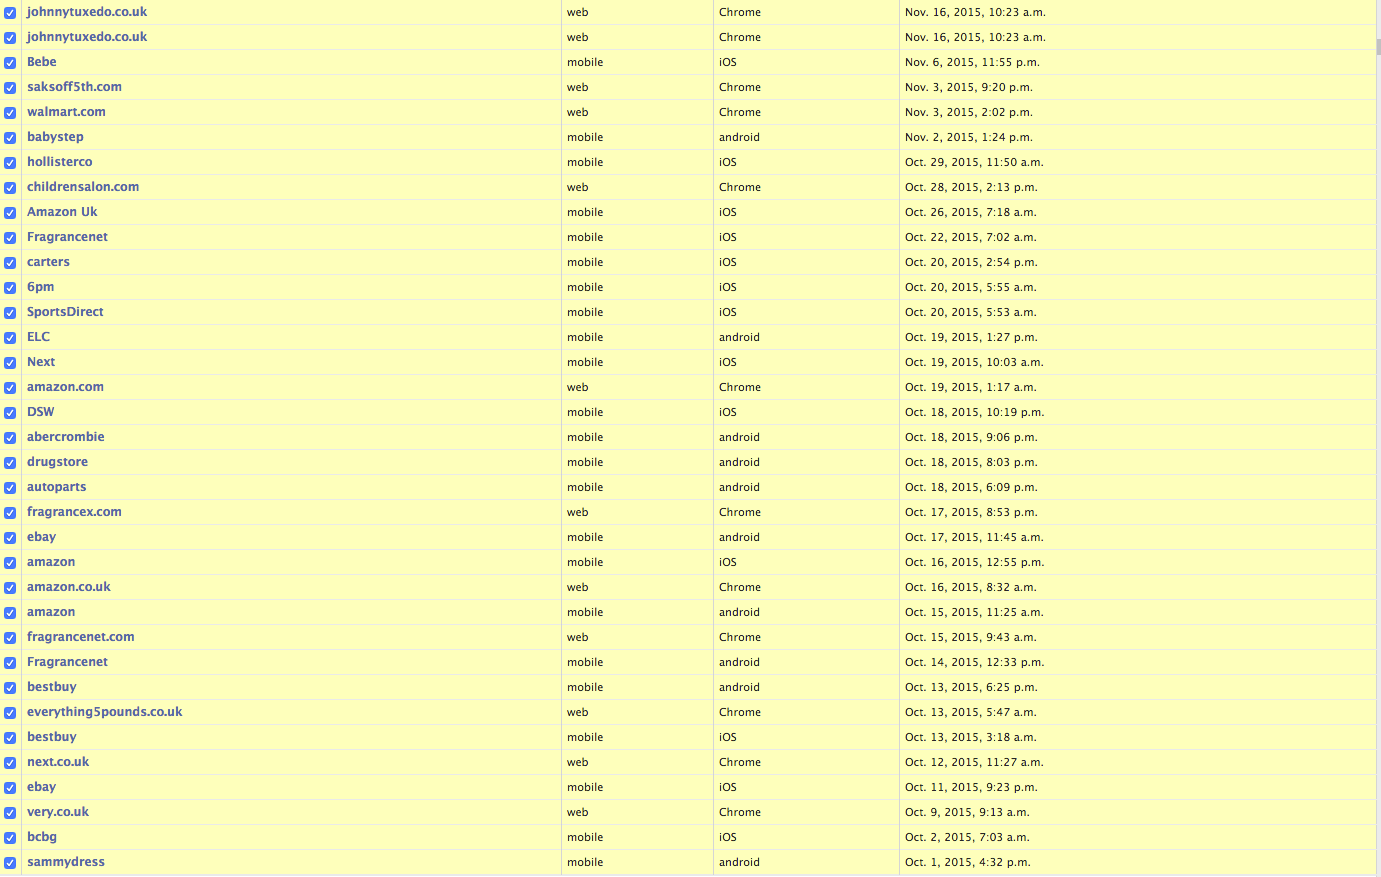 johnnytuxedo.co.uk web Chrome Nov. 16, 2015, 10:23 a.m.
johnnytuxedo.co.uk web Chrome Nov. 16, 2015, 10:23 a.m.
Bebe mobile iOS Nov. 6, 2015, 11:55 p.m.
saksoff5th.com web Chrome Nov. 3, 2015, 9:20 p.m.
walmart.com web Chrome Nov. 3, 2015, 2:02 p.m.
babystep mobile android Nov. 2, 2015, 1:24 p.m.
hollisterco mobile iOS Oct. 29, 2015, 11:50 a.m.
childrensalon.com web Chrome Oct. 28, 2015, 2:13 p.m.
Amazon Uk mobile iOS Oct. 26, 2015, 7:18 a.m.
Fragrancenet mobile iOS Oct. 22, 2015, 7:02 a.m.
carters mobile iOS Oct. 20, 2015, 2:54 p.m.
6pm mobile iOS Oct. 20, 2015, 5:55 a.m.
SportsDirect mobile iOS Oct. 20, 2015, 5:53 a.m.
ELC mobile android Oct. 19, 2015, 1:27 p.m.
Next mobile iOS Oct. 19, 2015, 10:03 a.m.
amazon.com web Chrome Oct. 19, 2015, 1:17 a.m.
DSW mobile iOS Oct. 18, 2015, 10:19 p.m.
abercrombie mobile android Oct. 18, 2015, 9:06 p.m.
drugstore mobile android Oct. 18, 2015, 8:03 p.m.
autoparts mobile android Oct. 18, 2015, 6:09 p.m.
fragrancex.com web Chrome Oct. 17, 2015, 8:53 p.m.
ebay mobile android Oct. 17, 2015, 11:45 a.m.
amazon mobile iOS Oct. 16, 2015, 12:55 p.m.
amazon.co.uk web Chrome Oct. 16, 2015, 8:32 a.m.
amazon mobile android Oct. 15, 2015, 11:25 a.m.
fragrancenet.com web Chrome Oct. 15, 2015, 9:43 a.m.
Fragrancenet mobile android Oct. 14, 2015, 12:33 p.m.
bestbuy mobile android Oct. 13, 2015, 6:25 p.m.
everything5pounds.co.uk web Chrome Oct. 13, 2015, 5:47 a.m.
bestbuy mobile iOS Oct. 13, 2015, 3:18 a.m.
next.co.uk web Chrome Oct. 12, 2015, 11:27 a.m.
ebay mobile iOS Oct. 11, 2015, 9:23 p.m.
very.co.uk web Chrome Oct. 9, 2015, 9:13 a.m.
bcbg mobile iOS Oct. 2, 2015, 7:03 a.m.
sammydress mobile android Oct. 1, 2015, 4:32 p.m.